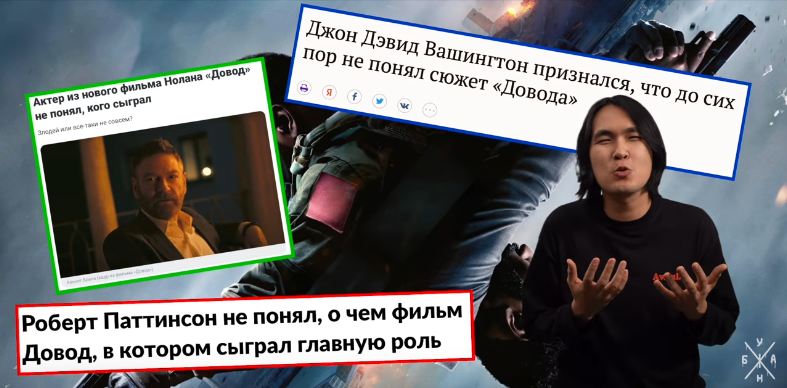 Джон Дэвид Вашингтон признался, что до сих
пор не понял сюжет «Довода»
Я
Актер из нового фильма Нолана «Довод»
не понял, кого сыграл
Злодей или все-таки не совсем?
Роберт Паттинсон не понял, о чем фильм
Довод, в котором сыграл главную роль
У
Б А
Н